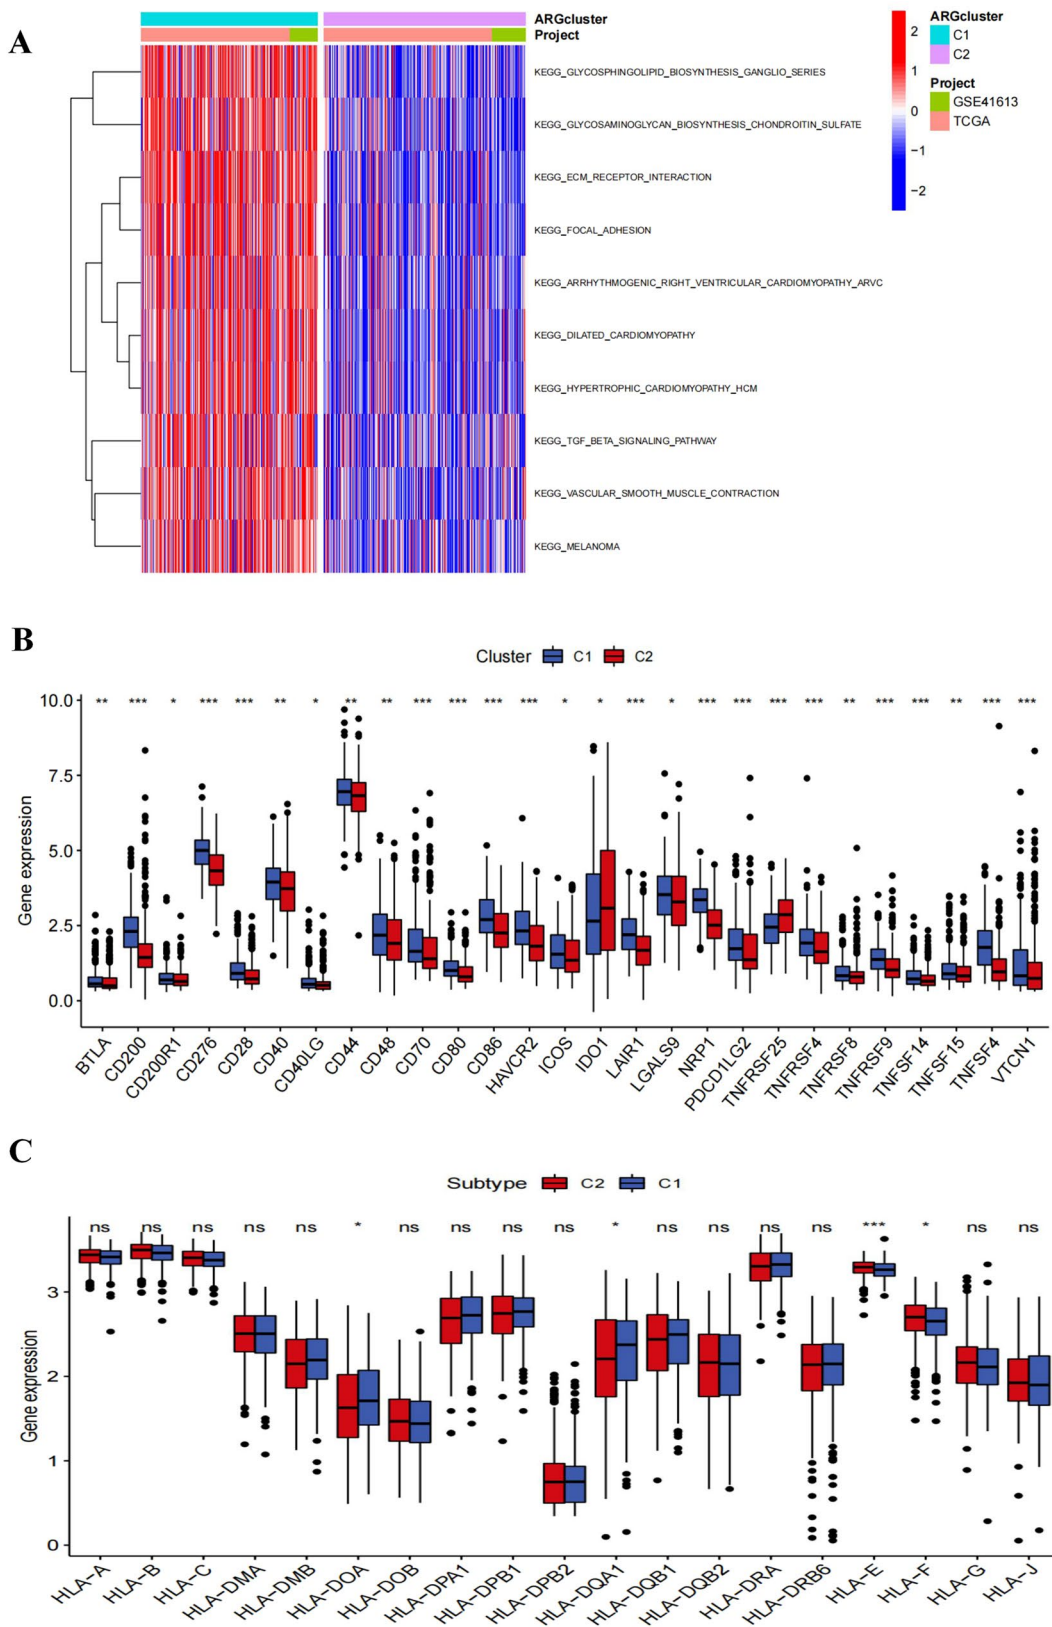 A
ARGcluster
Project
KEGG_GLYCOSPHINGOLIPID_BIOSYNTHESIS_GANGLIO_SERIES
KEGG_GLYCOSAMINOGLYCAN_BIOSYNTHESIS_CHONDROITIN_SULFATE
KEGG_ECM_RECEPTOR_INTERACTION
KEGG_FOCAL_ADHESION
KEGG_ARRHYTHMOGENIC_RIGHT_VENTRICULAR_CARDIOMYOPATHY_ARVC
KEGG_DILATED_CARDIOMYOPATHY
KEGG_HYPERTROPHIC_CARDIOMYOPATHY_HCM
KEGG_TGF_BETA_SIGNALING_PATHWAY
KEGG_VASCULAR_SMOOTH_MUSCLE_CONTRACTION
KEGG_MELANOMA
2
1
0
−1
−2
ARGcluster
C1
C2
Project
GSE41613
TCGA
B
Cluster C1 C2
Gene expression
10.0
7.5
5.0
2.5
0.0
** *** * *** *** ** * ** ** *** *** *** *** * * *** * *** *** *** *** ** *** *** ** *** ***
BTLA CD200 CD200R1 CD276 CD28 CD40 CD40LG CD44 CD48 CD70 CD80 CD86 HAVCR2 ICOS IDO1 LAIR1 LGALS9 NRP1 PDCD1LG2 TNFRSF25 TNFRSF4 TNFRSF8 TNFRSF9 TNFSF14 TNFSF15 TNFSF4 VTCN1
C
Subtype C2 C1
Gene expression
3
2
1
0
ns ns ns ns ns * ns ns ns ns * ns ns ns ns *** * ns ns
HLA−A HLA−B HLA−C HLA−DMA HLA−DMB HLA−DOA HLA−DOB HLA−DPA1 HLA−DPB1 HLA−DPB2 HLA−DQA1 HLA−DQB1 HLA−DQB2 HLA−DRA HLA−DRB6 HLA−E HLA−F HLA−G HLA−J